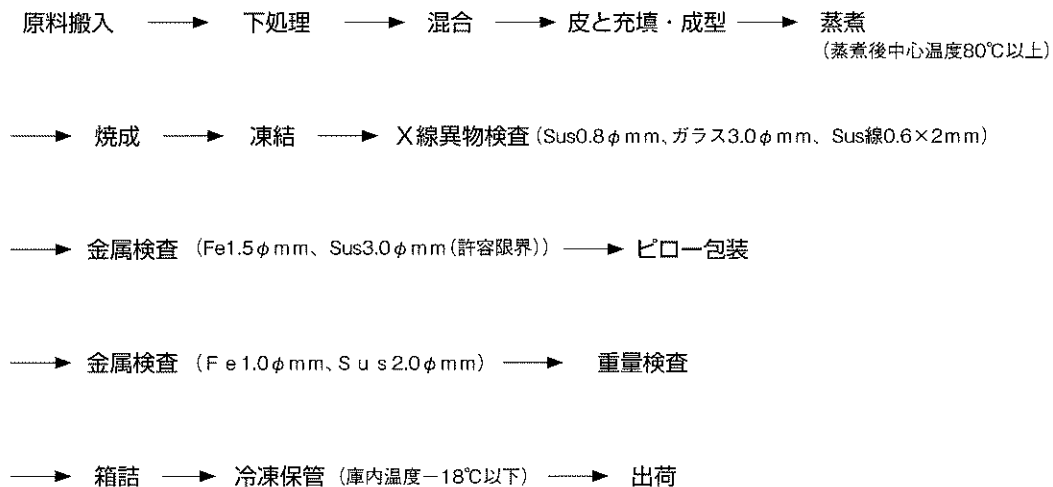 原料搬入 → 下処理 → 混合 → 皮と充填・成型 → 蒸煮
(蒸煮後中心温度80℃以上)
→ 焼成 → 凍結 → X線異物検査 (Sus0.8φmm、ガラス3.0φmm、Sus線0.6×2mm)
→ 金属検査 (Fe1.5φmm、Sus3.0φmm(許容限界)) → ピロー包装
→ 金属検査 (Fe1.0φmm、Sus2.0φmm) → 重量検査
→ 箱詰 → 冷凍保管 (庫内温度−18℃以下) → 出荷